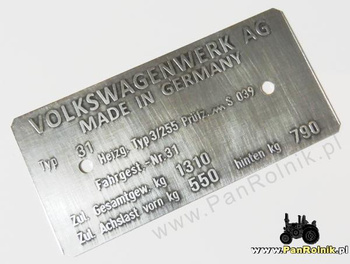 VOLKSWAGENWERK AG
MADE IN GERMANY
Typ 31 Heizg. Typ 3/255 Prüfz. .... S 039
Fahrgest.-Nr. 31
Zul. Gesamtgew. kg 1310
Zul. Achslast vorn kg 550 hinten kg 790
www.PanRolnik.pl
www.PanRolnik.pl